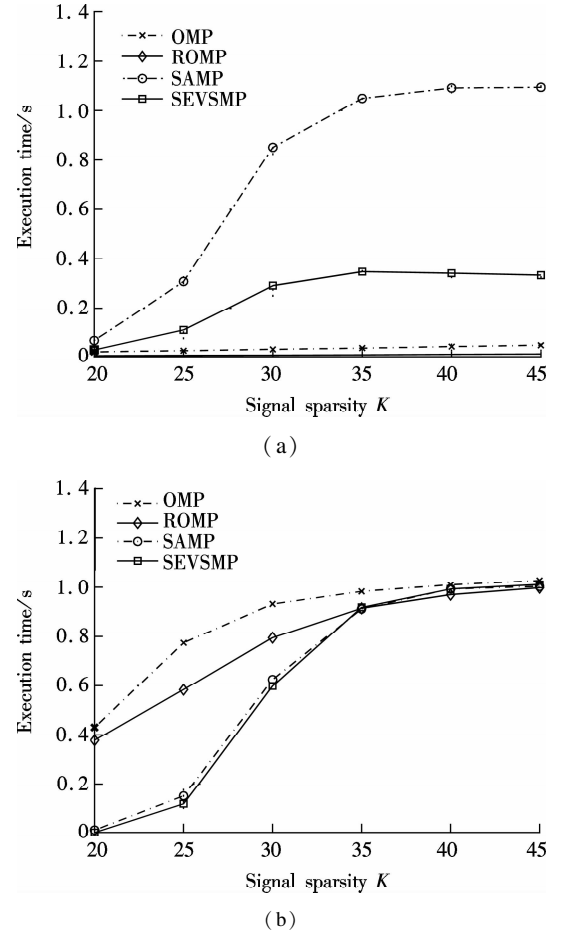 1.4
1.2
1.0
0.8
0.6
0.4
0.2
0
OMP
ROMP
SAMP
SEVSMP
Execution time/s
20 25 30 35 40 45
Signal sparsity K
(a)
1.4
1.2
1.0
0.8
0.6
0.4
0.2
0
OMP
ROMP
SAMP
SEVSMP
Execution time/s
20 25 30 35 40 45
Signal sparsity K
(b)